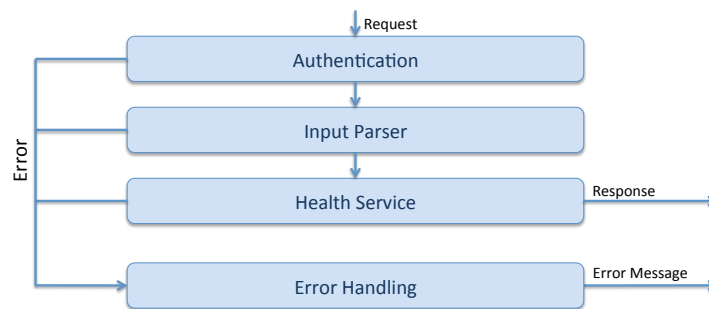 Request
Authentication
Input Parser
Error
Health Service
Response
Error Handling
Error Message